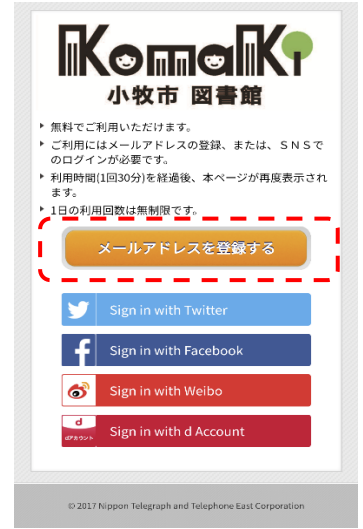 Komaki
小牧市 図書館
無料でご利用いただけます。
ご利用にはメールアドレスの登録、または、ＳＮＳで
のログインが必要です。
利用時間(1回30分)を経過後、本ページが再度表示され
ます。
1日の利用回数は無制限です。
メールアドレスを登録する
Sign in with Twitter
Sign in with Facebook
Sign in with Weibo
d
dアカウント
Sign in with d Account
© 2017 Nippon Telegraph and Telephone East Corporation